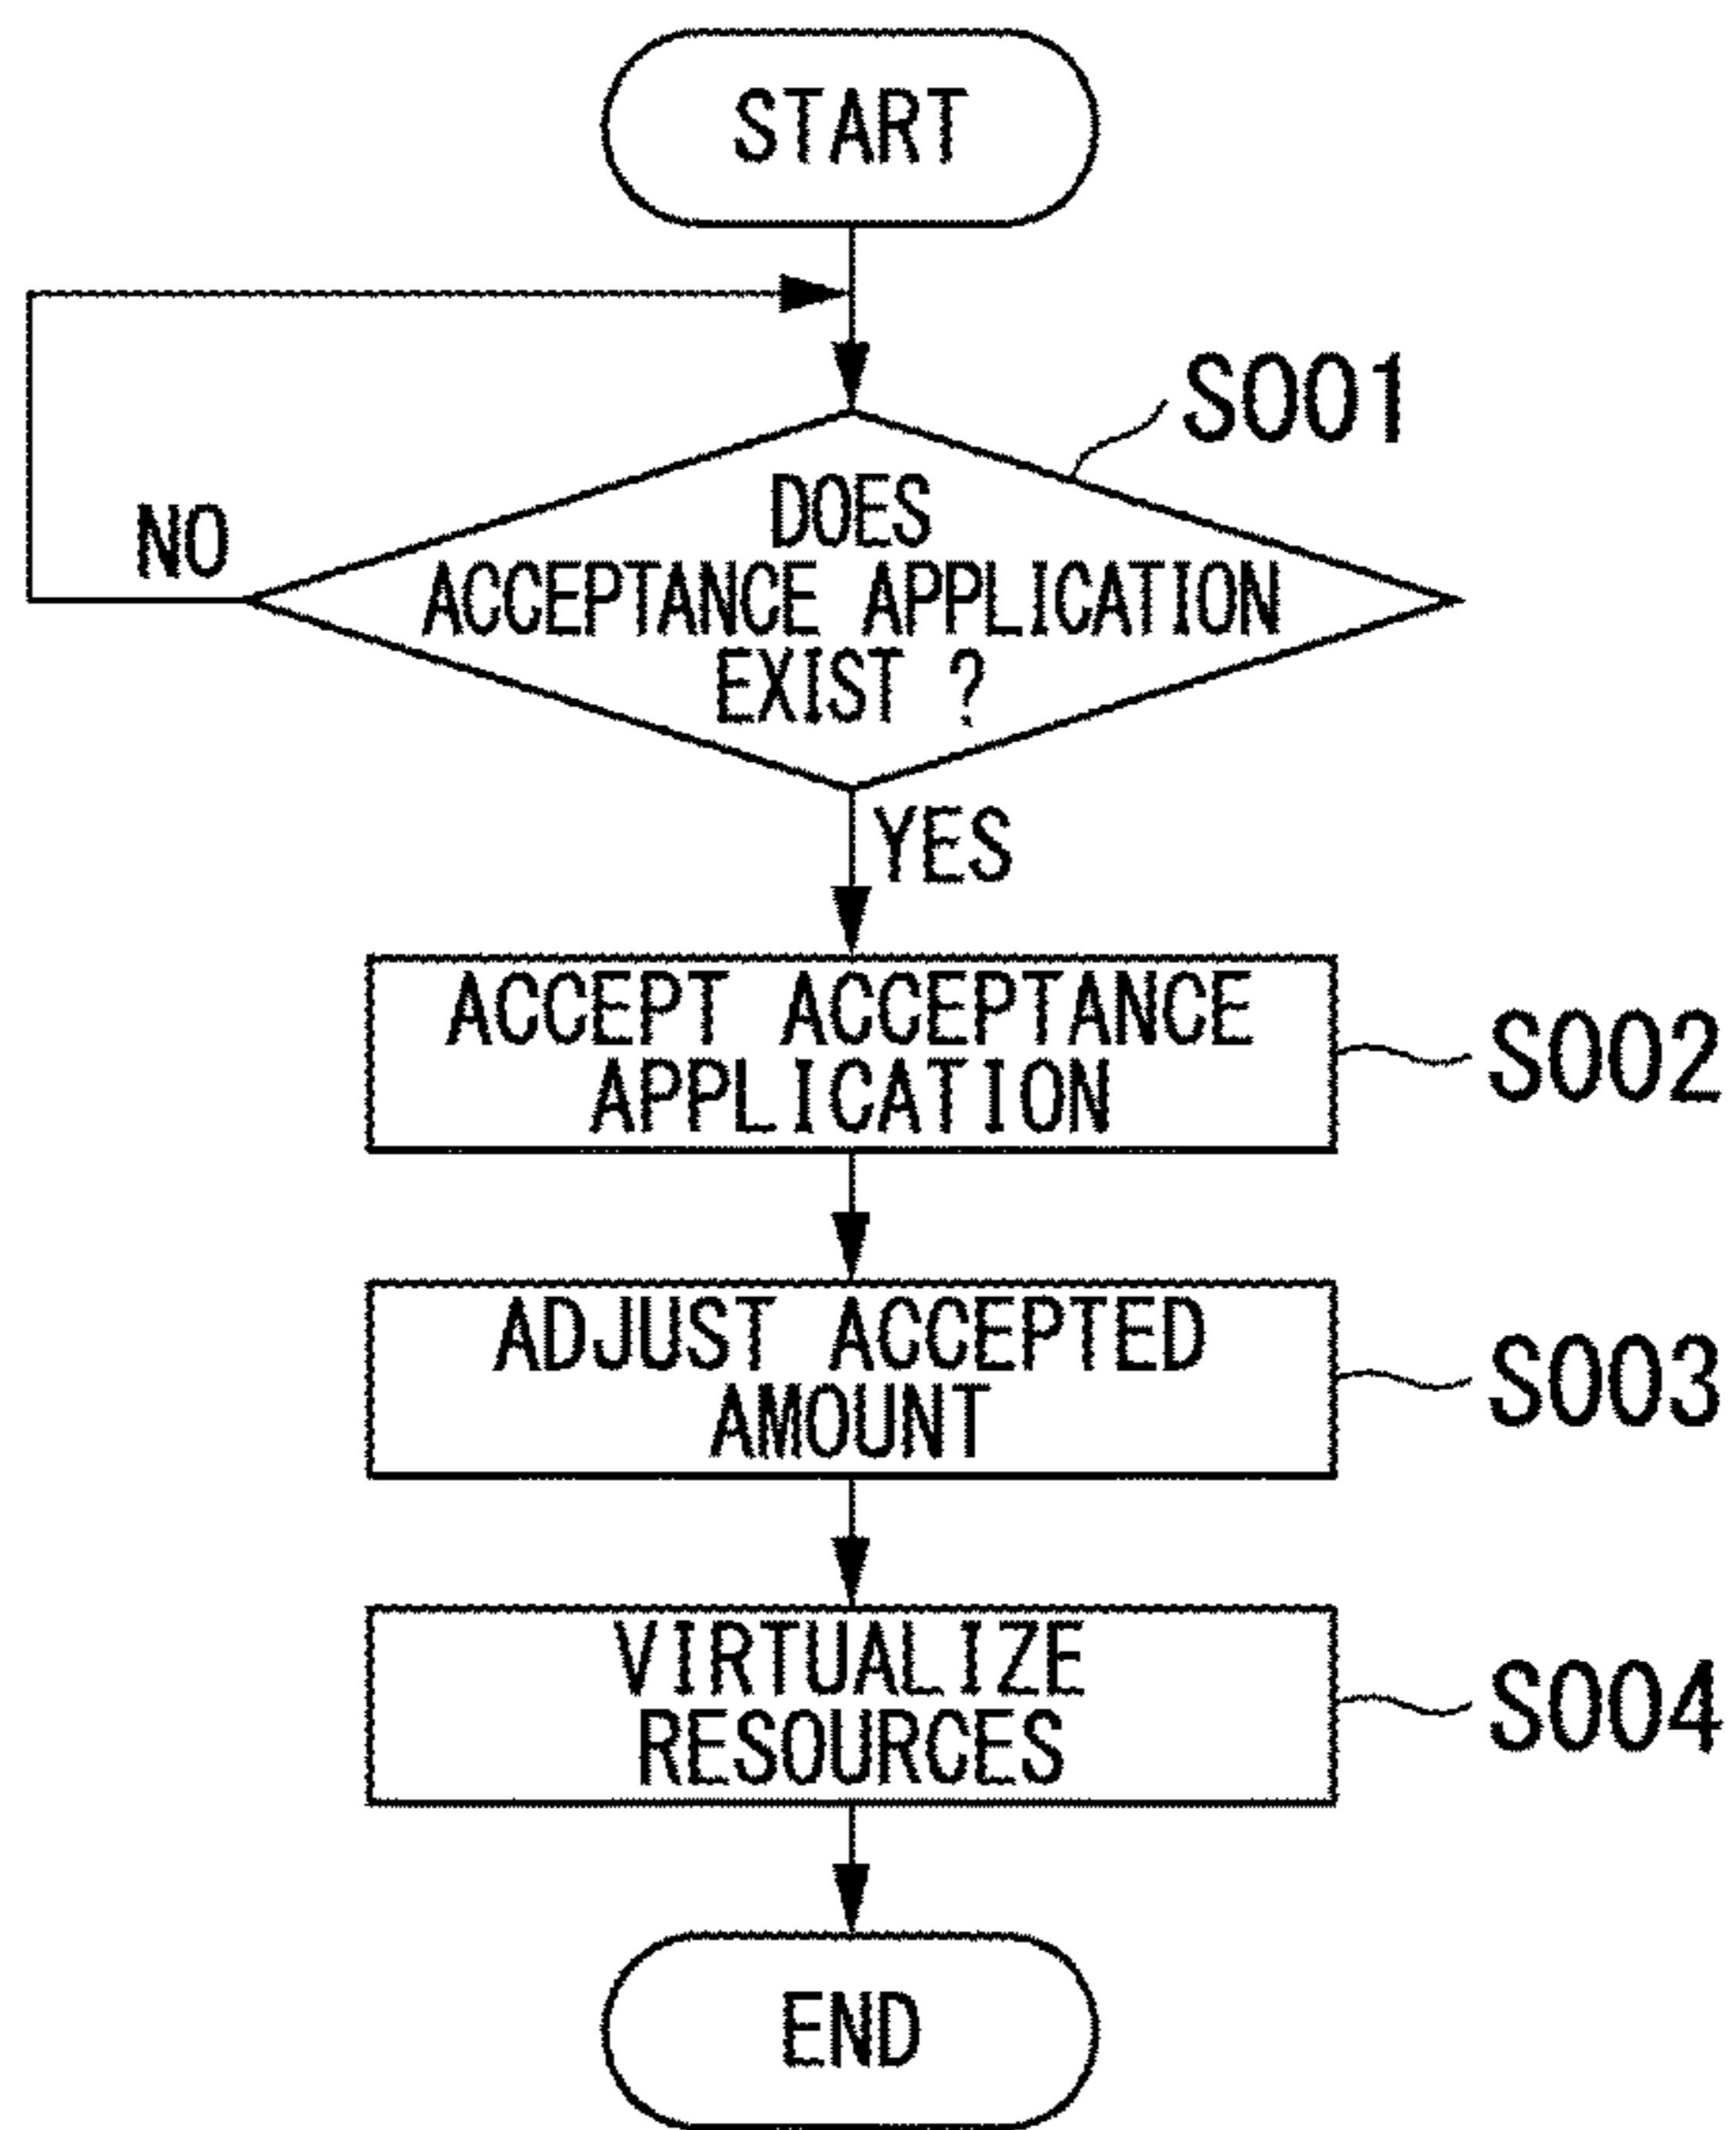 START
S001
DOES
ACCEPTANCE APPLICATION
EXIST ?
NO
YES
ACCEPT ACCEPTANCE
APPLICATION
S002
ADJUST ACCEPTED
AMOUNT
S003
VIRTUALIZE
RESOURCES
S004
END